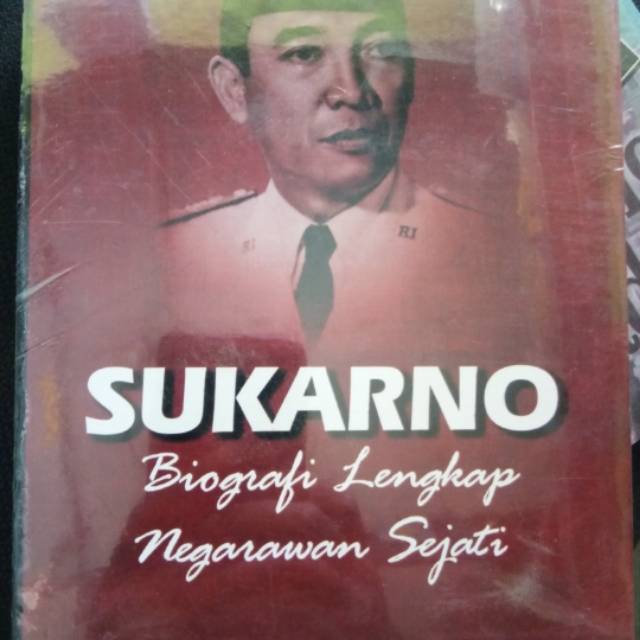 RI RI
SUKARNO
Biografi Lengkap
Negarawan Sejati